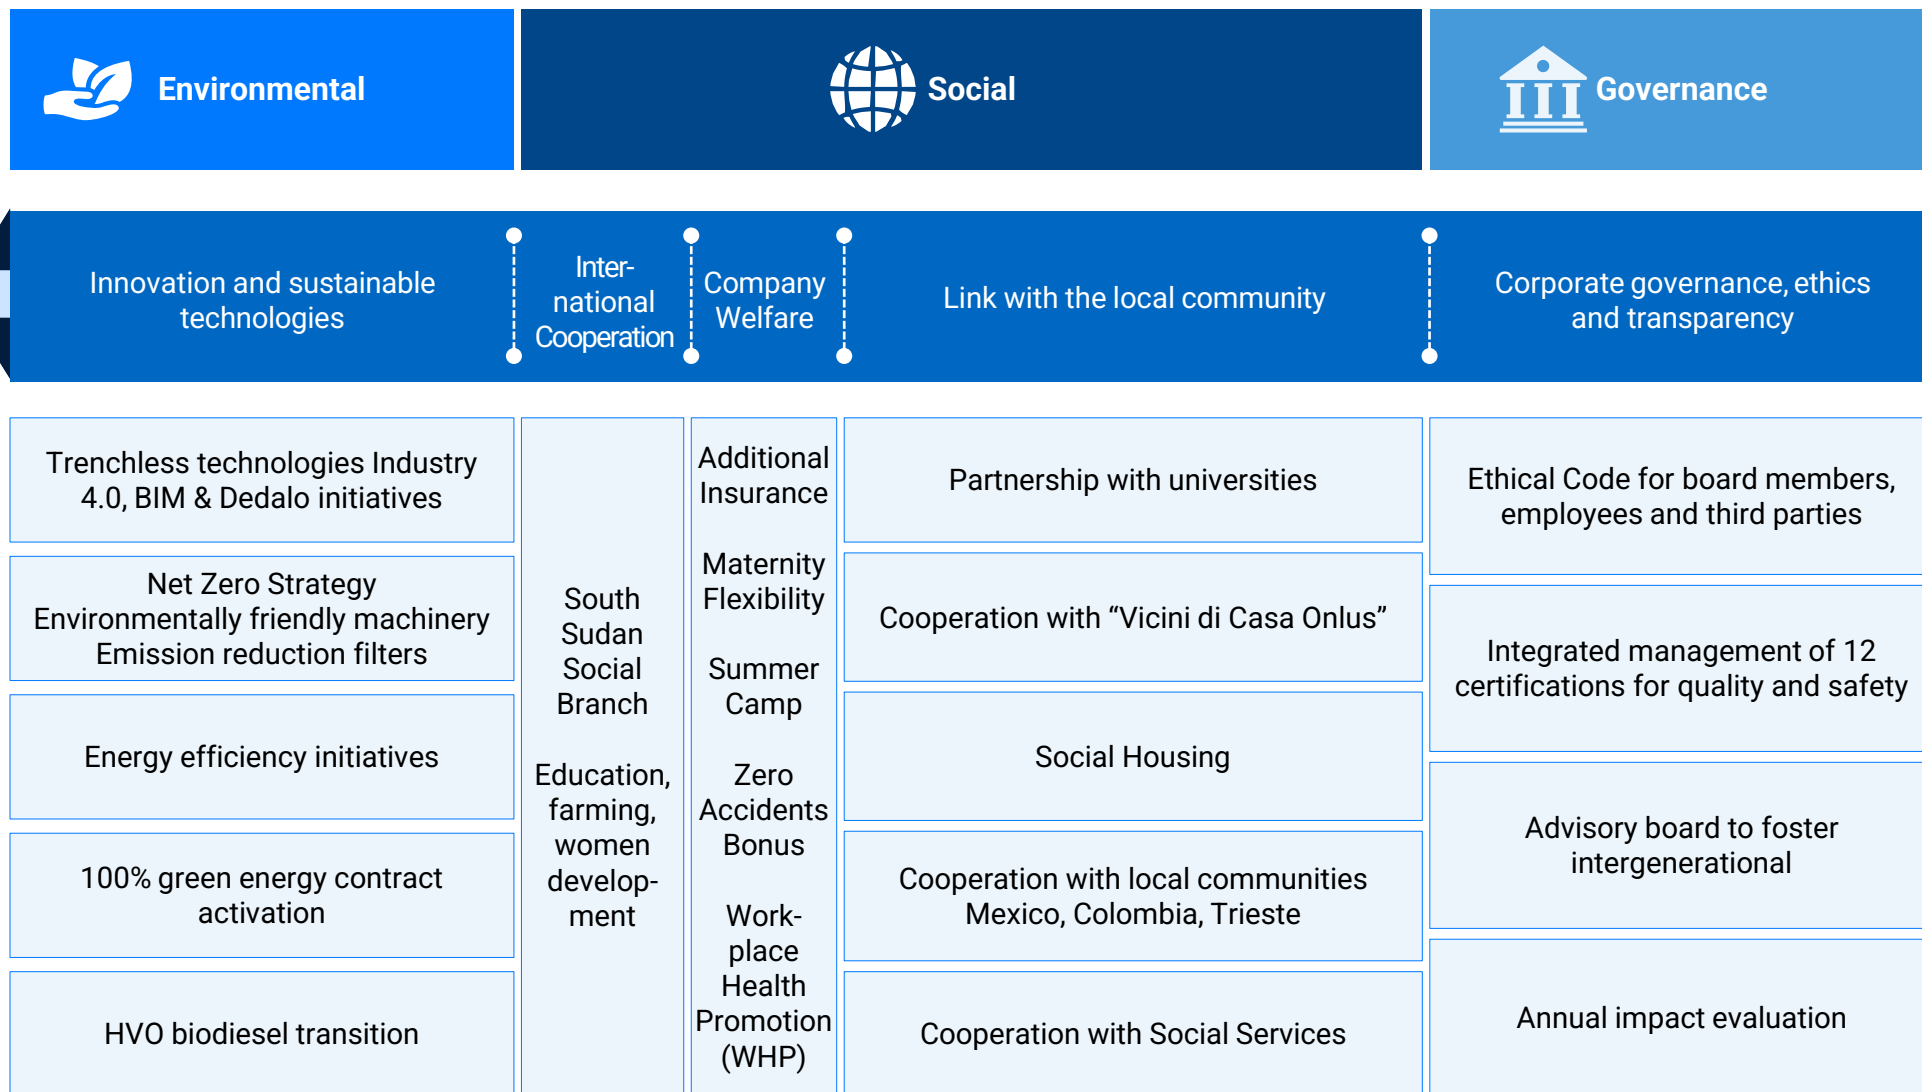 Environmental
Social
Governance
Innovation and sustainable
technologies
Inter-
national
Cooperation
Company
Welfare
Link with the local community
Corporate governance, ethics
and transparency
Trenchless technologies Industry
4.0, BIM & Dedalo initiatives
Net Zero Strategy
Environmentally friendly machinery
Emission reduction filters
Energy efficiency initiatives
100% green energy contract
activation
HVO biodiesel transition
South
Sudan
Social
Branch
Education,
farming,
women
develop-
ment
Additional
Insurance
Maternity
Flexibility
Summer
Camp
Zero
Accidents
Bonus
Work-
place
Health
Promotion
(WHP)
Partnership with universities
Cooperation with “Vicini di Casa Onlus”
Social Housing
Cooperation with local communities
Mexico, Colombia, Trieste
Cooperation with Social Services
Ethical Code for board members,
employees and third parties
Integrated management of 12
certifications for quality and safety
Advisory board to foster
intergenerational
Annual impact evaluation